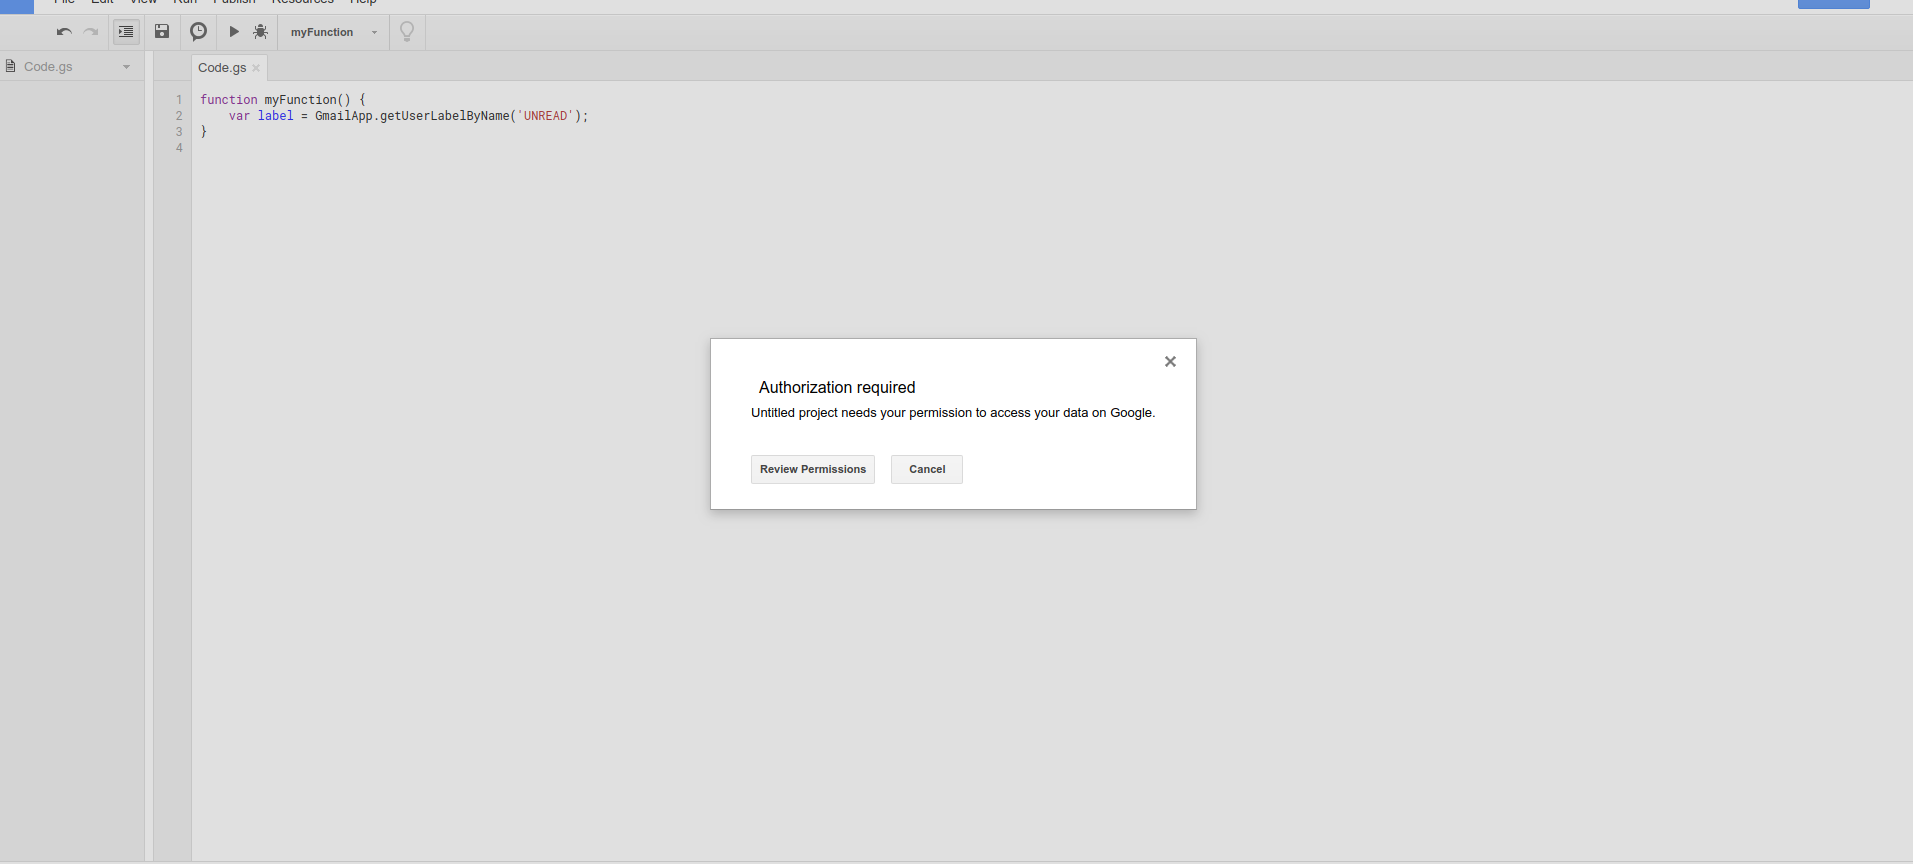 File Edit View Run Publish Resources Help
myFunction
Code.gs
Code.gs
1 function myFunction() {
2 var label = GmailApp.getUserLabelByName('UNREAD');
3 }
4
Authorization required
Untitled project needs your permission to access your data on Google.
Review Permissions Cancel